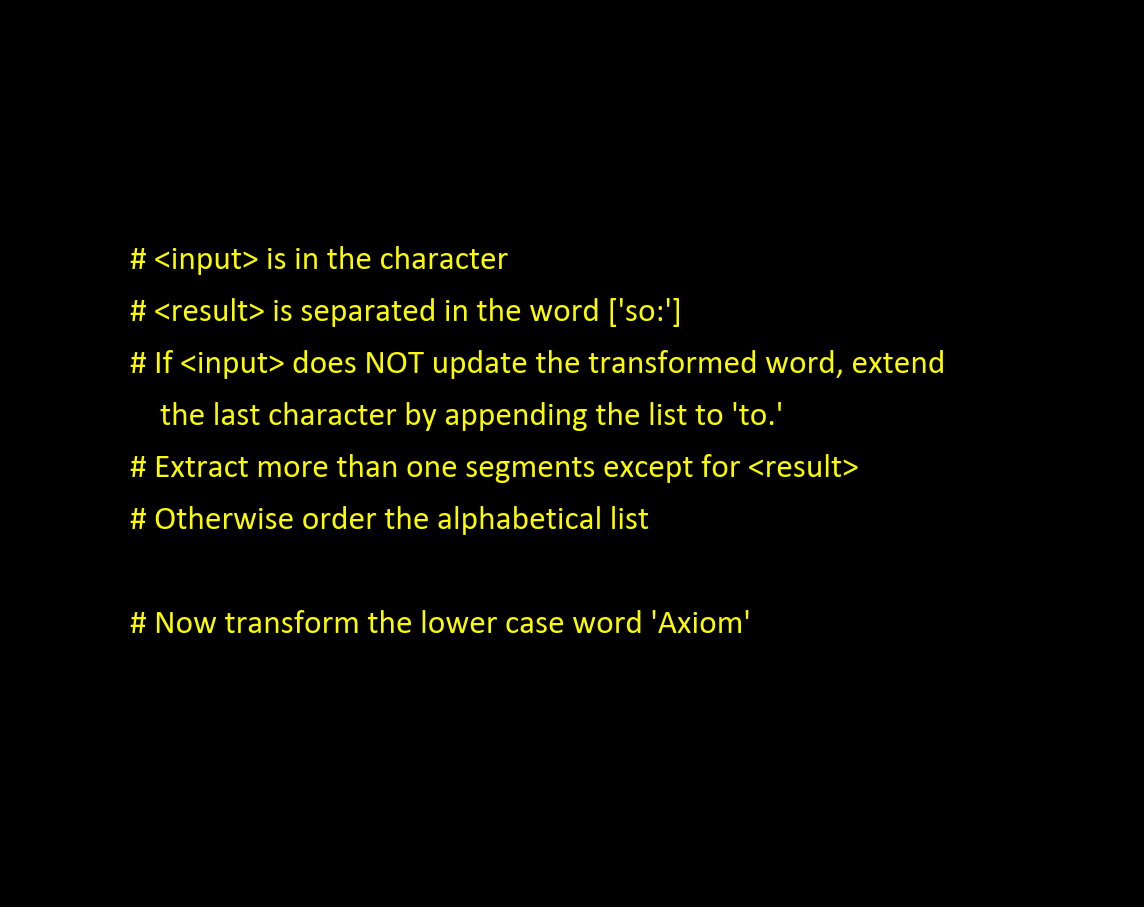 # <input> is in the character
# <result> is separated in the word ['so:']
# If <input> does NOT update the transformed word, extend
the last character by appending the list to 'to.'
# Extract more than one segments except for <result>
# Otherwise order the alphabetical list
# Now transform the lower case word 'Axiom'